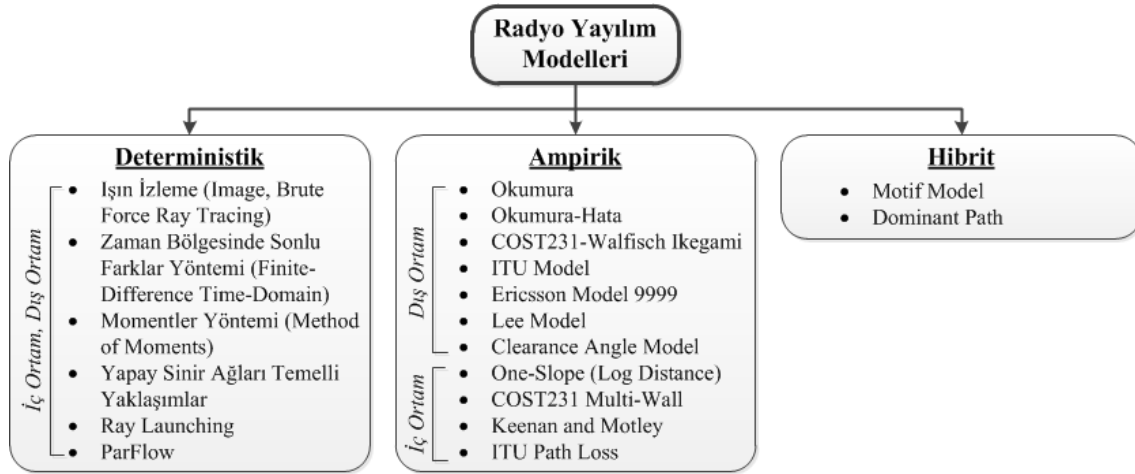 Radyo Yayılım
Modelleri
Deterministik
İç Ortam, Dış Ortam
• Işın İzleme (Image, Brute
Force Ray Tracing)
• Zaman Bölgesinde Sonlu
Farklar Yöntemi (Finite-
Difference Time-Domain)
• Momentler Yöntemi (Method
of Moments)
• Yapay Sinir Ağları Temelli
Yaklaşımlar
• Ray Launching
• ParFlow
Ampirik
Dış Ortam
• Okumura
• Okumura-Hata
• COST231-Walfisch Ikegami
• ITU Model
• Ericsson Model 9999
• Lee Model
• Clearance Angle Model
İç Ortam
• One-Slope (Log Distance)
• COST231 Multi-Wall
• Keenan and Motley
• ITU Path Loss
Hibrit
• Motif Model
• Dominant Path